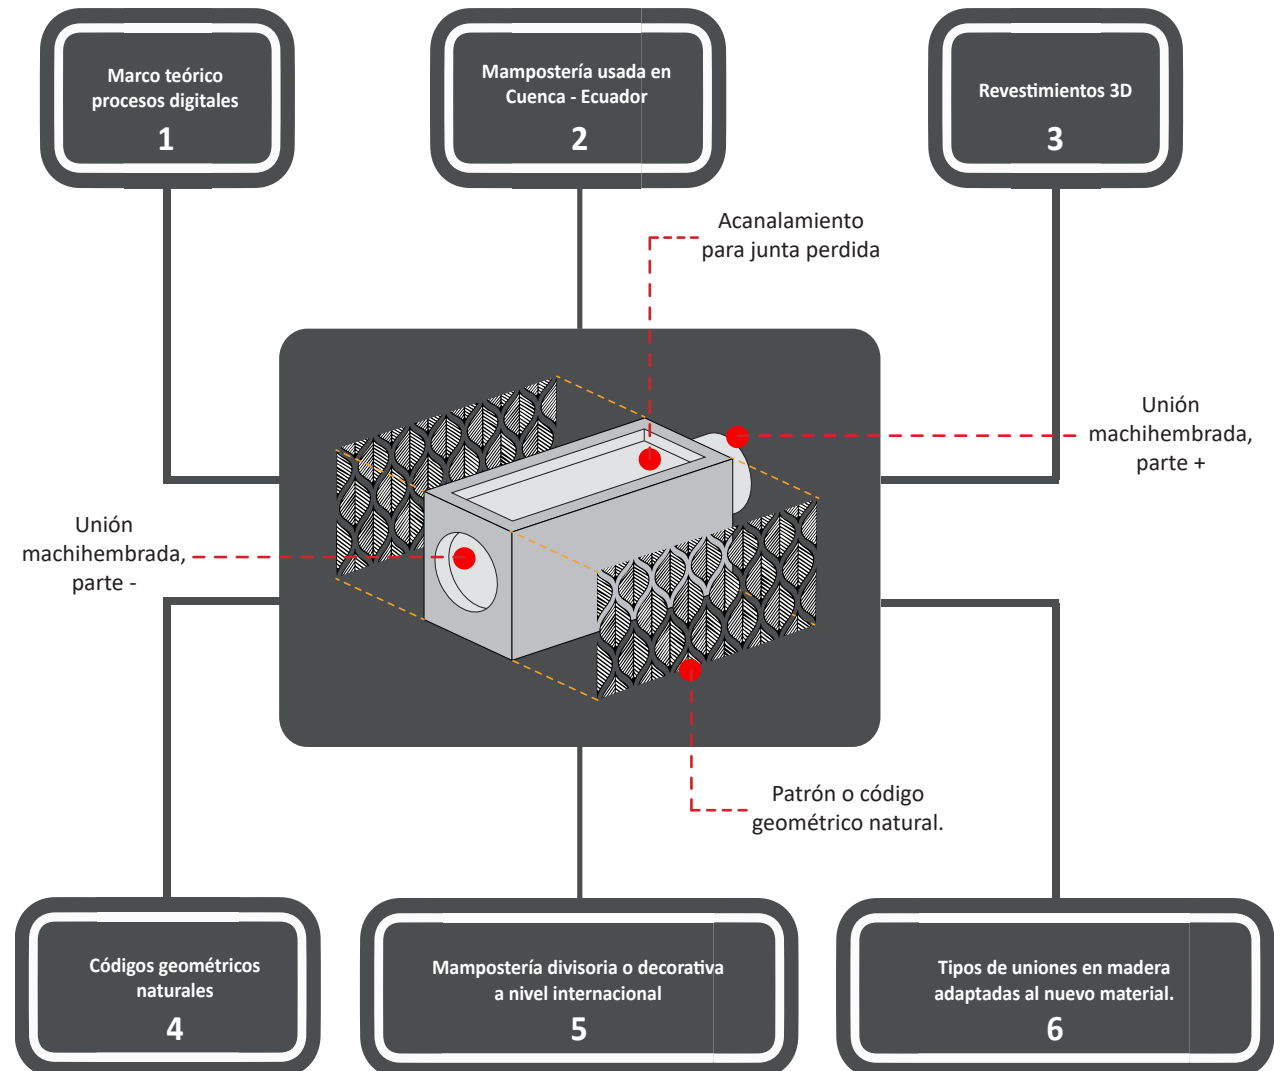 Marco teórico
procesos digitales
1
Mampostería usada en
Cuenca - Ecuador
2
Revestimientos 3D
3
Acanalamiento
para junta perdida
Unión
machihembrada,
parte +
Unión
machihembrada,
parte -
Patrón o código
geométrico natural.
Códigos geométricos
naturales
4
Mampostería divisoria o decorativa
a nivel internacional
5
Tipos de uniones en madera
adaptadas al nuevo material.
6